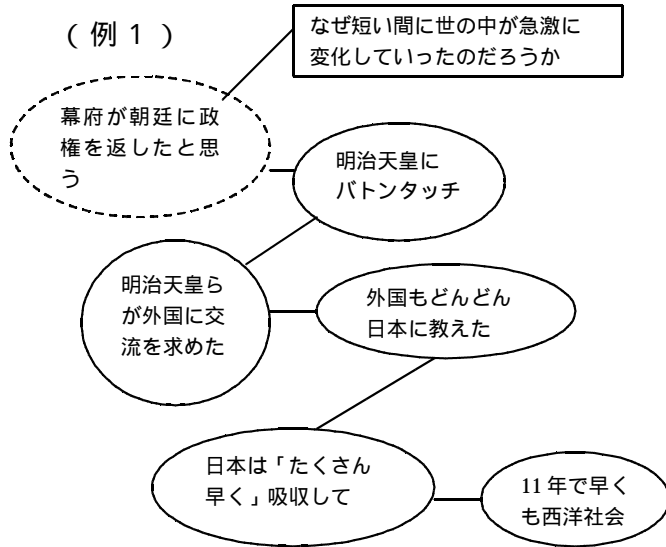 (例1)
なぜ短い間に世の中が急激に
変化していったのだろうか
幕府が朝廷に政
権を返したと思
う
明治天皇に
バトンタッチ
明治天皇ら
が外国に交
流を求めた
外国もどんどん
日本に教えた
日本は「たくさん
早く」吸収して
11年で早く
も西洋社会